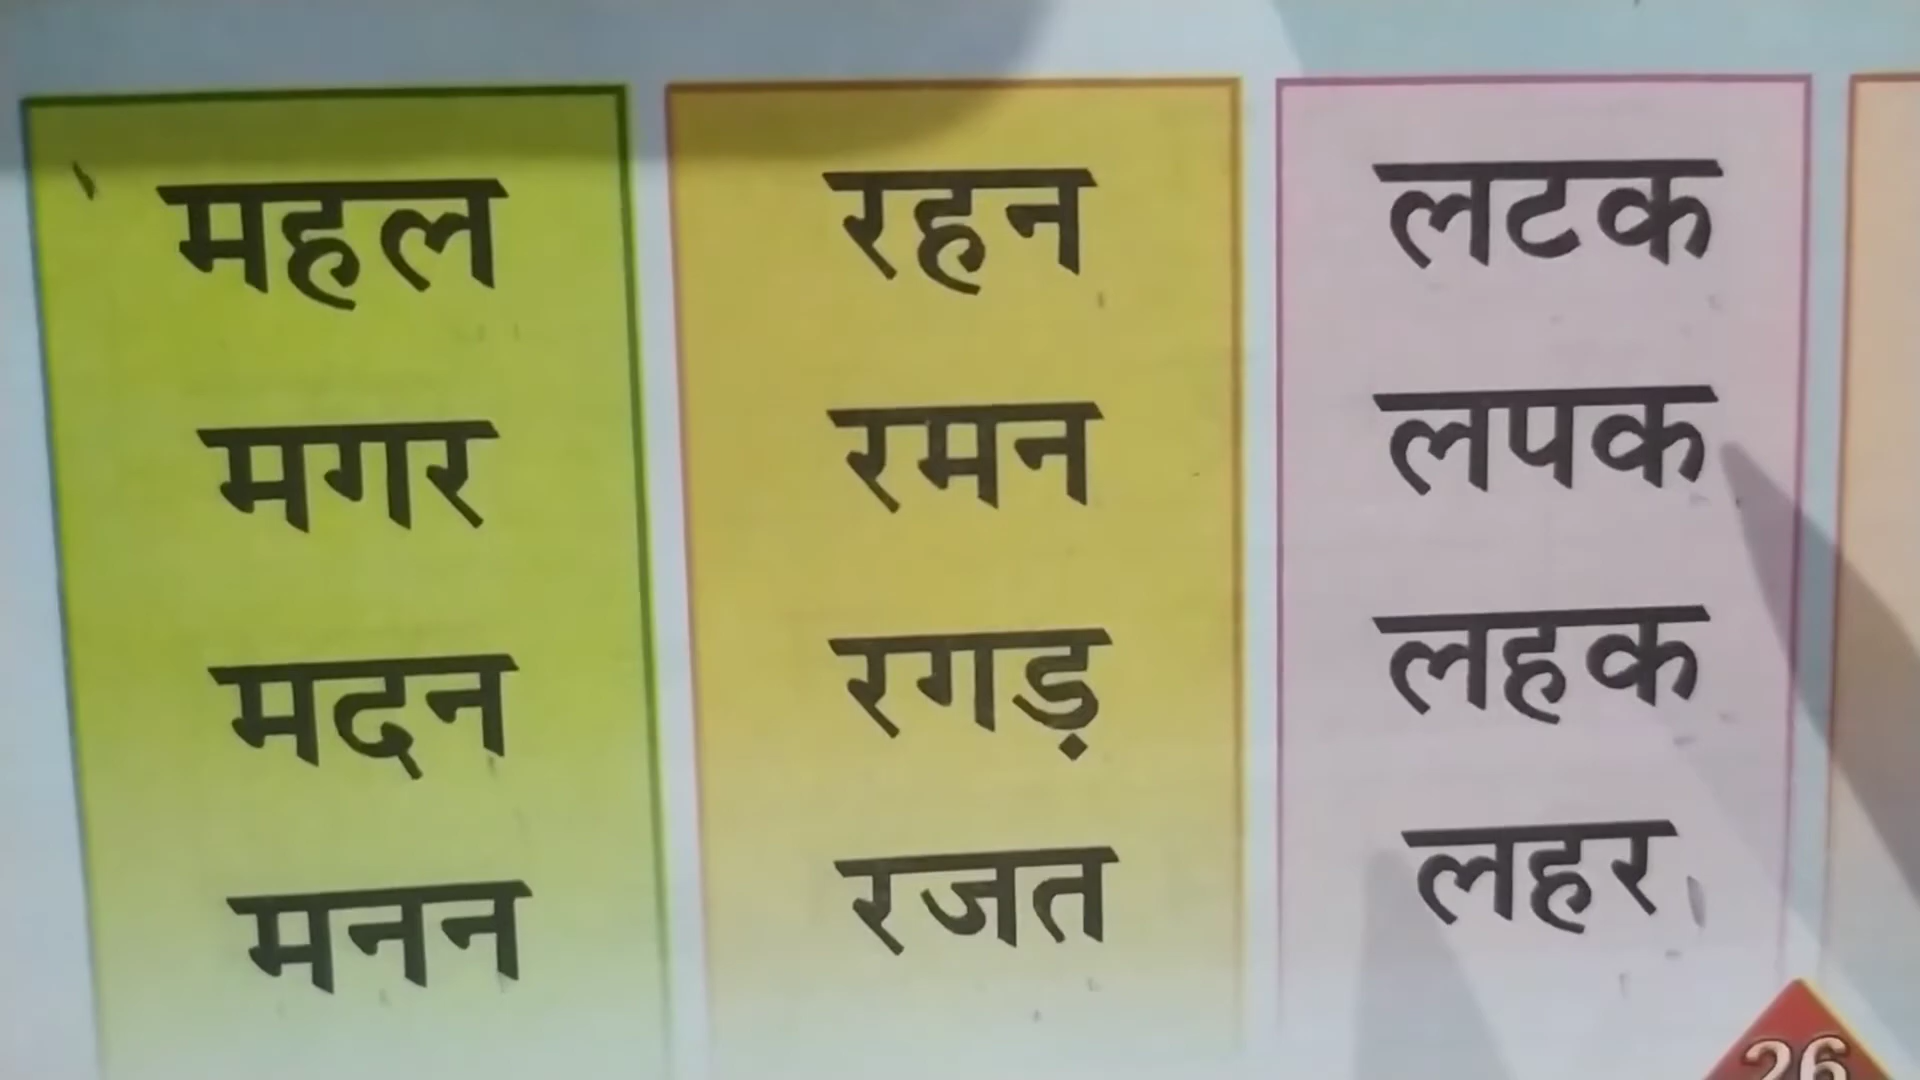 महल
मगर
मदन
मनन
रहन
रमन
रगड़
रजत
लटक
लपक
लहक
लहर
26